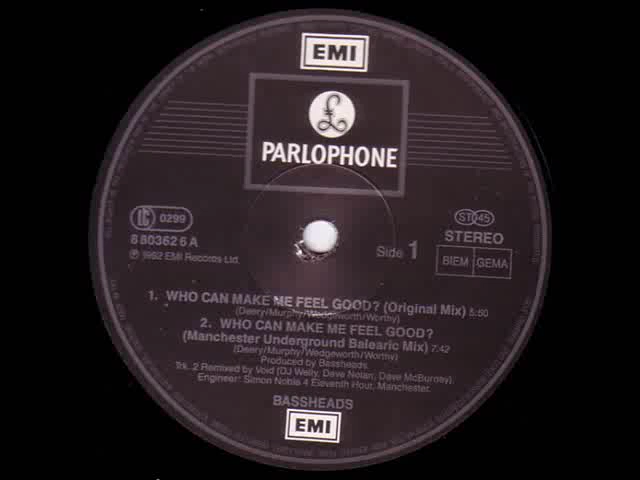 EMI
£
PARLOPHONE
LC 0299
8 80362 6 A
℗ 1992 EMI Records Ltd.
Side 1
ST 45
STEREO
BIEM GEMA
1. WHO CAN MAKE ME FEEL GOOD? (Original Mix) 5:50
(Deery/Murphy/Wedgeworth/Worthy)
2. WHO CAN MAKE ME FEEL GOOD?
(Manchester Underground Balearic Mix) 7:42
(Deery/Murphy/Wedgeworth/Worthy)
Produced by Bassheads.
Trk. 2 Remixed by Void (DJ Welly, Dave Nolan, Dave McBurosy).
Engineer: Simon Noble 4 Eleventh Hour, Manchester.
BASSHEADS
EMI